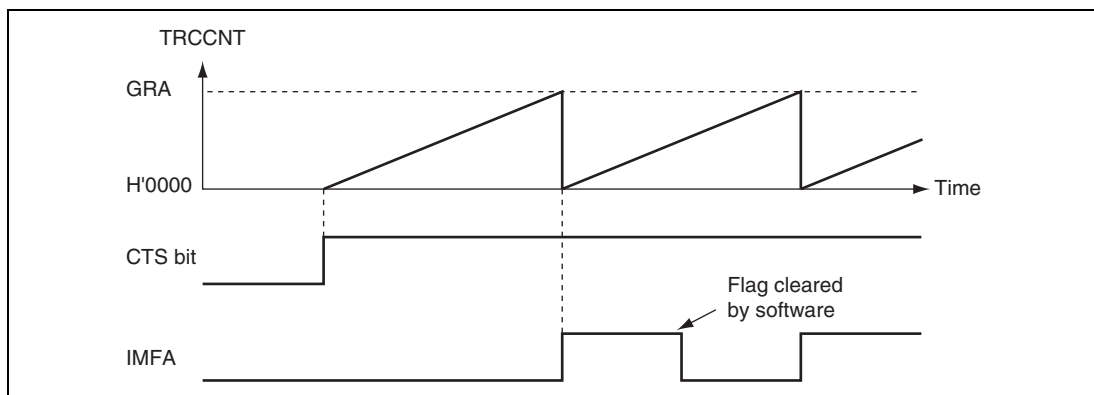 TRCCNT
GRA
H'0000
Time
CTS bit
Flag cleared
by software
IMFA